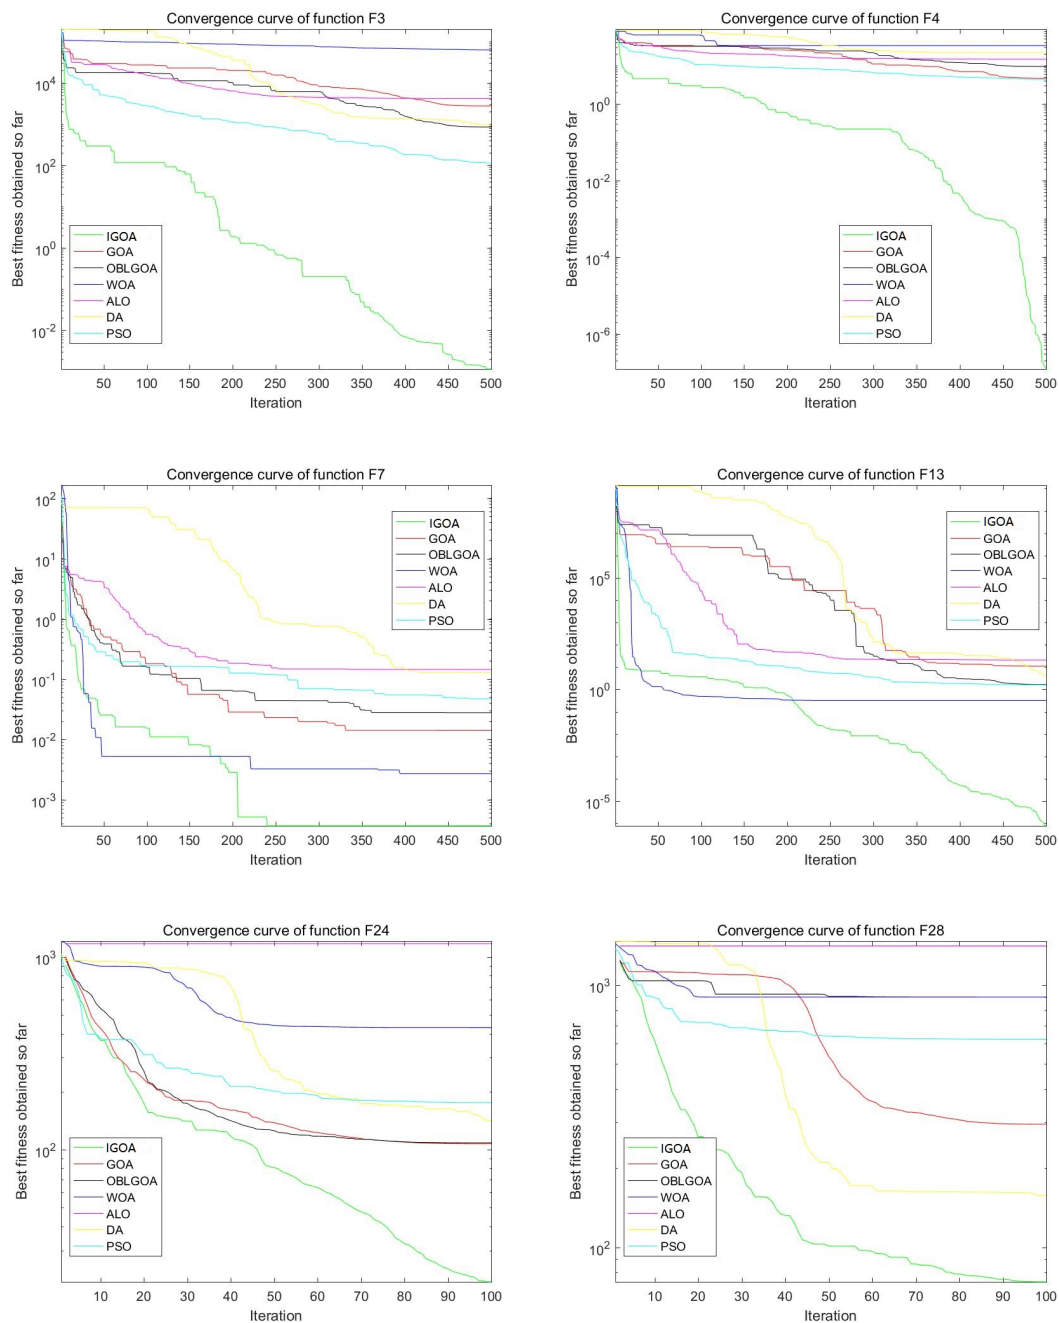 Convergence curve of function F3
Best fitness obtained so far
10^4
10^2
10^0
10^-2
IGOA
GOA
OBLGOA
WOA
ALO
DA
PSO
50 100 150 200 250 300 350 400 450 500
Iteration
Convergence curve of function F4
Best fitness obtained so far
10^0
10^-2
10^-4
10^-6
IGOA
GOA
OBLGOA
WOA
ALO
DA
PSO
50 100 150 200 250 300 350 400 450 500
Iteration
Convergence curve of function F7
Best fitness obtained so far
10^2
10^1
10^0
10^-1
10^-2
10^-3
IGOA
GOA
OBLGOA
WOA
ALO
DA
PSO
50 100 150 200 250 300 350 400 450 500
Iteration
Convergence curve of function F13
Best fitness obtained so far
10^5
10^0
10^-5
IGOA
GOA
OBLGOA
WOA
ALO
DA
PSO
50 100 150 200 250 300 350 400 450 500
Iteration
Convergence curve of function F24
Best fitness obtained so far
10^3
10^2
IGOA
GOA
OBLGOA
WOA
ALO
DA
PSO
10 20 30 40 50 60 70 80 90 100
Iteration
Convergence curve of function F28
Best fitness obtained so far
10^3
10^2
IGOA
GOA
OBLGOA
WOA
ALO
DA
PSO
10 20 30 40 50 60 70 80 90 100
Iteration